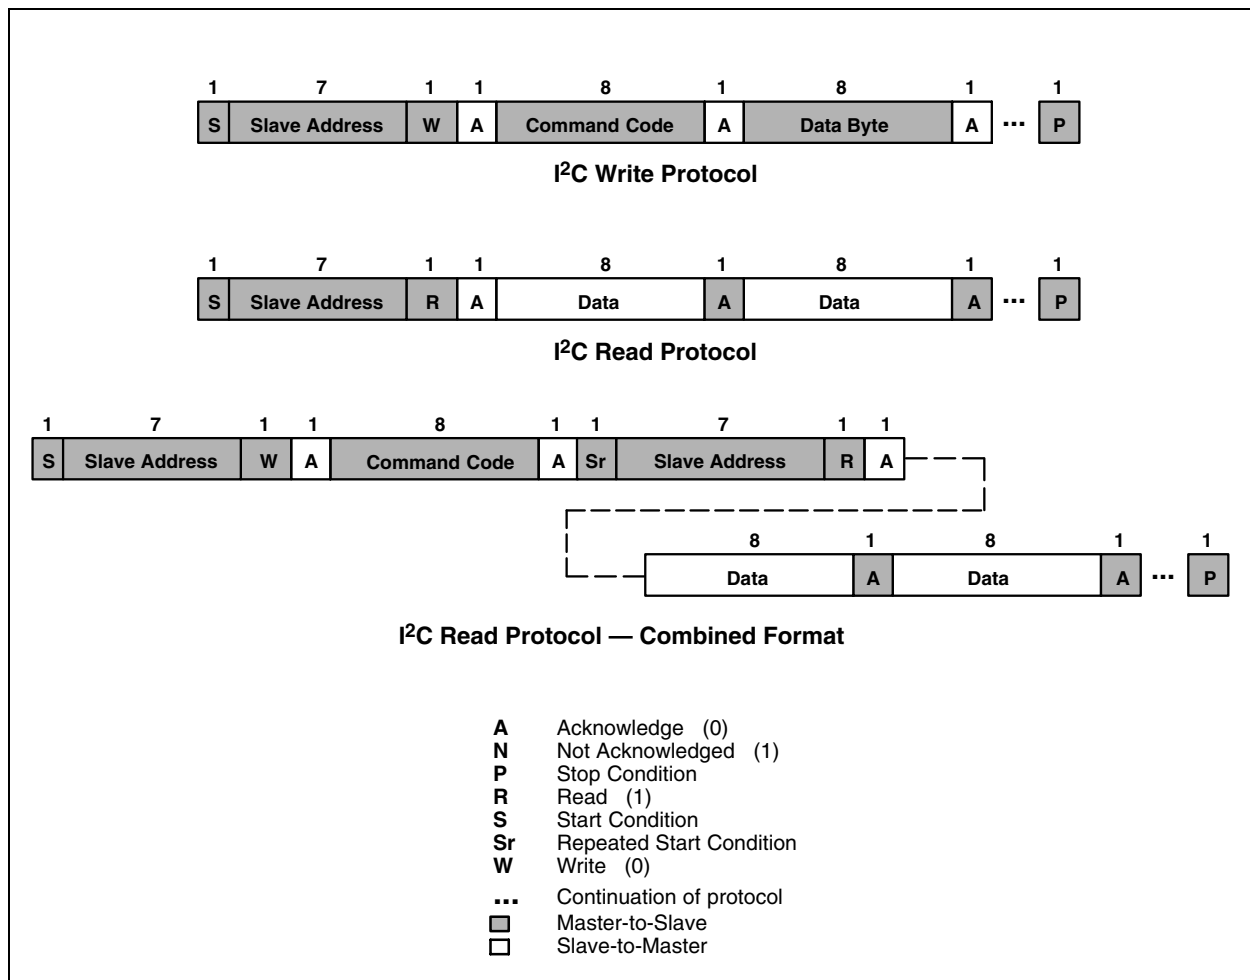 1 7 1 1 8 1 8 1 1
S Slave Address W A Command Code A Data Byte A ... P
I²C Write Protocol
1 7 1 1 8 1 8 1 1
S Slave Address R A Data A Data A ... P
I²C Read Protocol
1 7 1 1 8 1 1 7 1 1
S Slave Address W A Command Code A Sr Slave Address R A
8 1 8 1 1
Data A Data A ... P
I²C Read Protocol — Combined Format
A Acknowledge (0)
N Not Acknowledged (1)
P Stop Condition
R Read (1)
S Start Condition
Sr Repeated Start Condition
W Write (0)
... Continuation of protocol
Master-to-Slave
Slave-to-Master